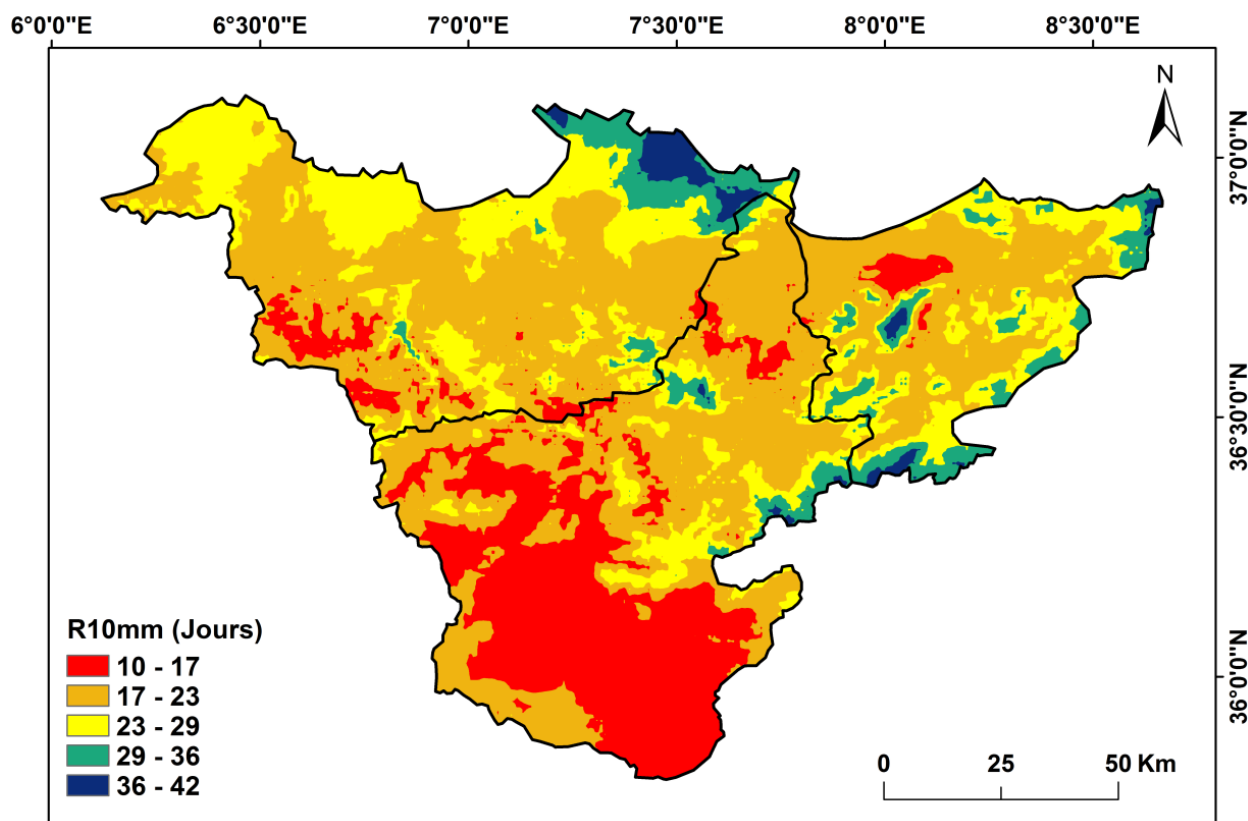 6°0'0"E 6°30'0"E 7°0'0"E 7°30'0"E 8°0'0"E 8°30'0"E
N
37°0'0"N
36°30'0"N
36°0'0"N
R10mm (Jours)
10 - 17
17 - 23
23 - 29
29 - 36
36 - 42
0 25 50 Km